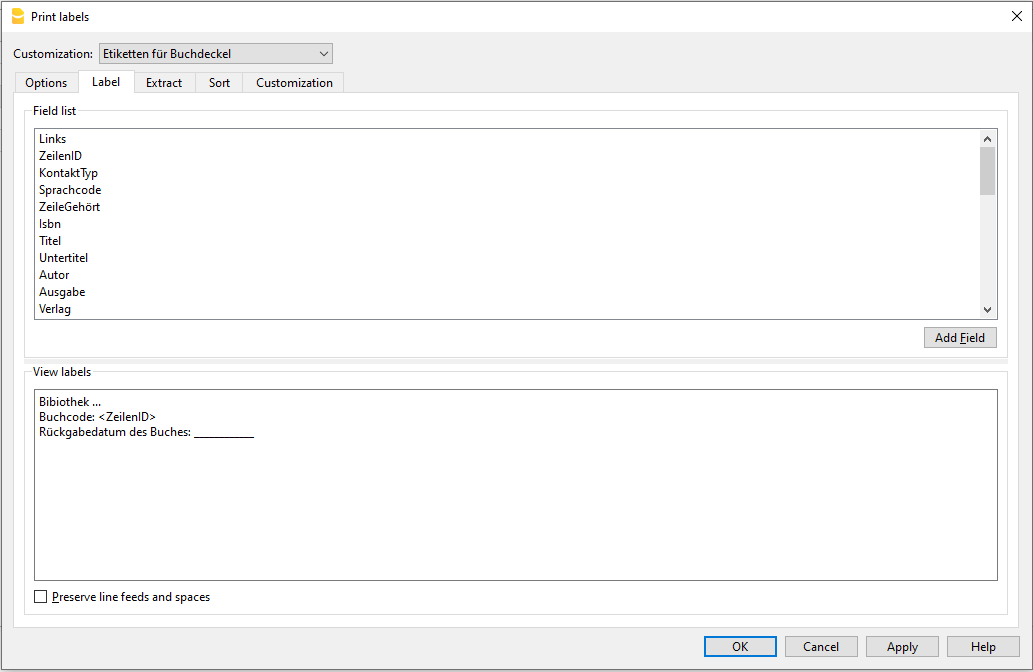 Print labels
Customization: Etiketten für Buchdeckel
Options Label Extract Sort Customization
Field list
Links
ZeilenID
KontaktTyp
Sprachcode
ZeileGehört
Isbn
Titel
Untertitel
Autor
Ausgabe
Verlag
Add Field
View labels
Bibiothek ...
Buchcode: <ZeilenID>
Rückgabedatum des Buches: ___________
Preserve line feeds and spaces
OK Cancel Apply Help